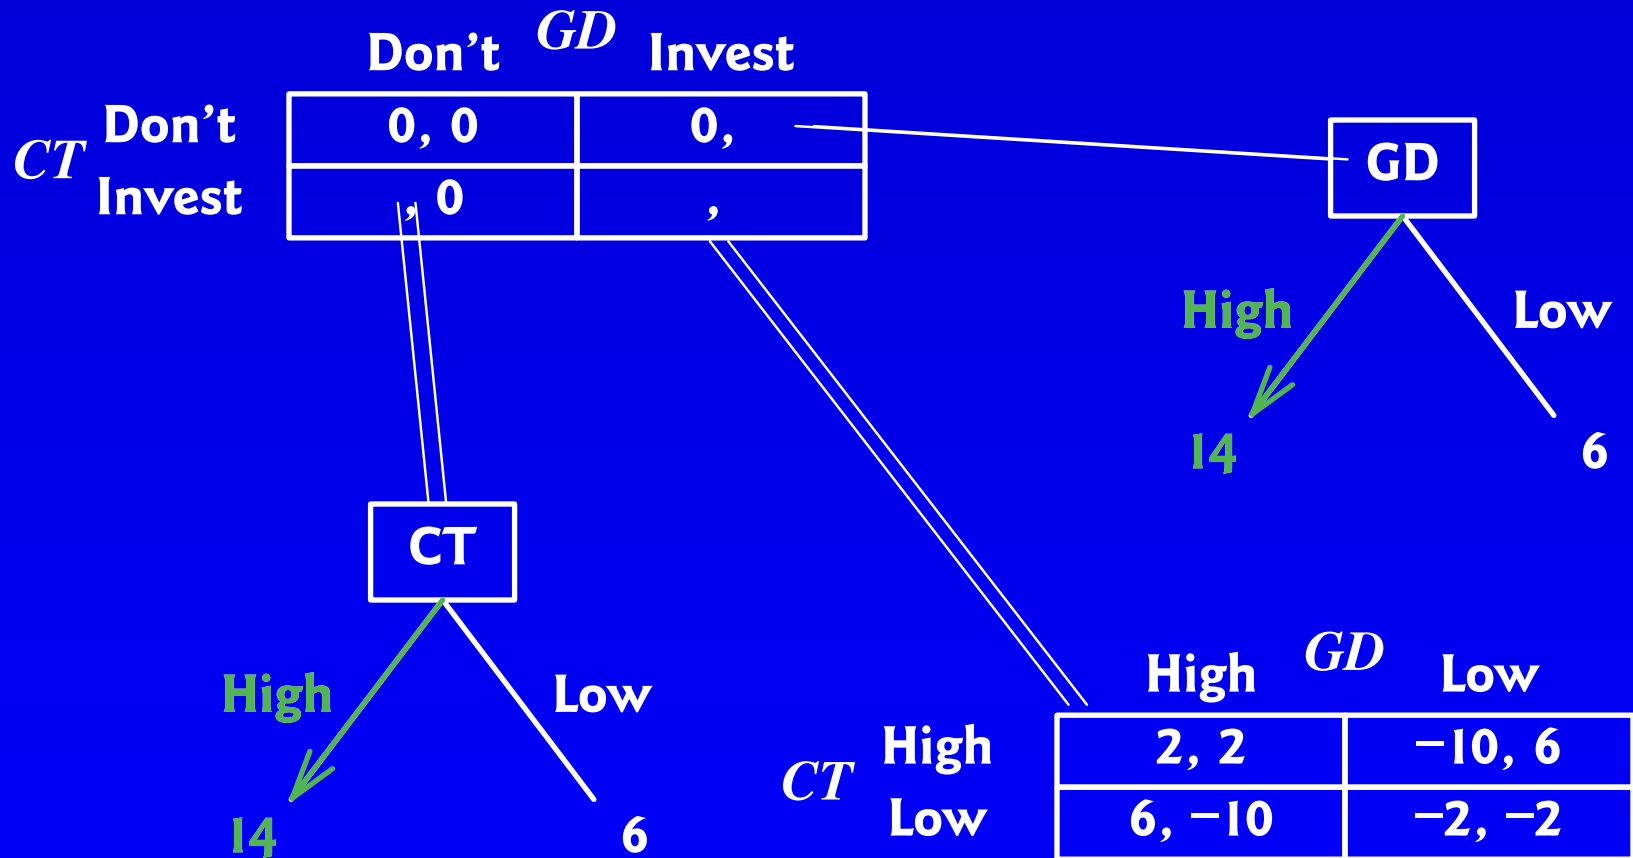 GD
Don't Invest
CT
Don't 0, 0 0,
Invest , 0 ,
GD
High Low
14 6
CT
High Low
14 6
GD
High Low
CT
High 2, 2 −10, 6
Low 6, −10 −2, −2